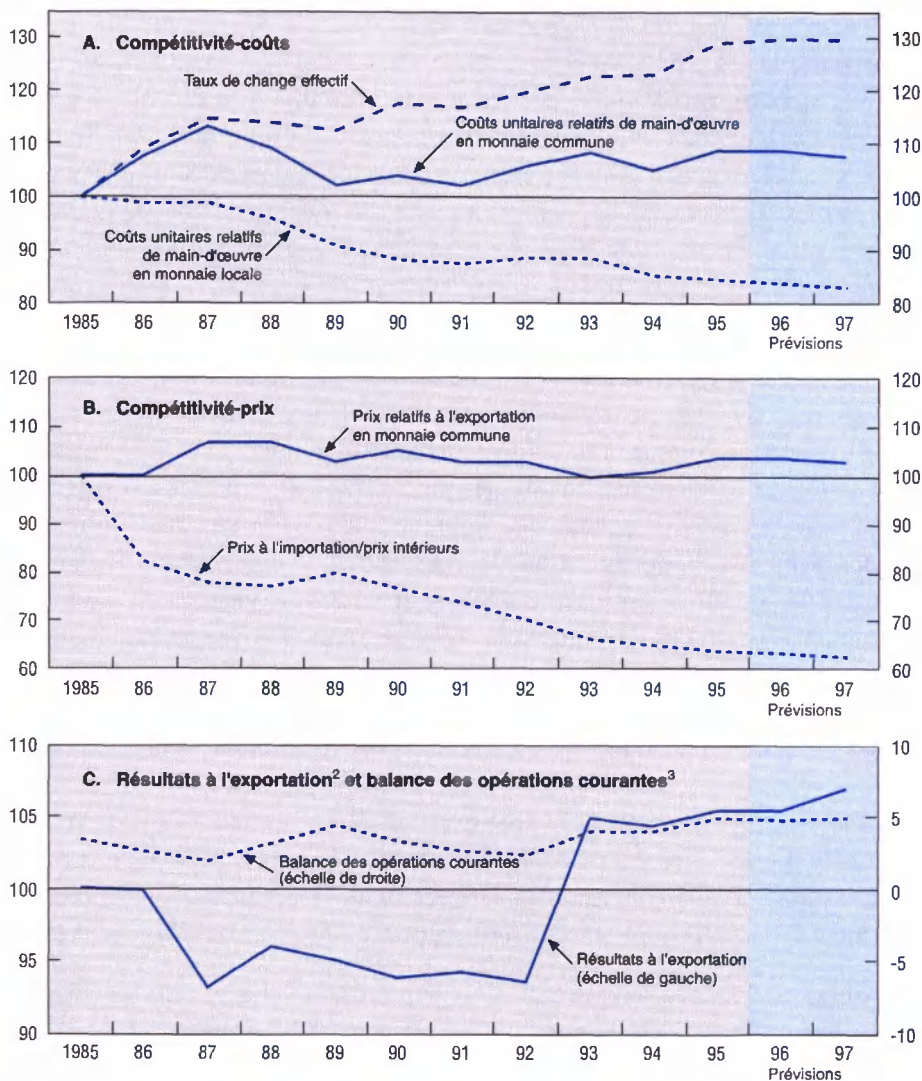 A. Compétitivité-coûts
130
120
110
100
90
80
130
120
110
100
90
80
Taux de change effectif
Coûts unitaires relatifs de main-d'œuvre
en monnaie commune
Coûts unitaires relatifs
de main-d'œuvre
en monnaie locale
1985 86 87 88 89 90 91 92 93 94 95 96 97
Prévisions
B. Compétitivité-prix
120
110
100
90
80
70
60
120
110
100
90
80
70
60
Prix relatifs à l'exportation
en monnaie commune
Prix à l'importation/prix intérieurs
1985 86 87 88 89 90 91 92 93 94 95 96 97
Prévisions
C. Résultats à l'exportation² et balance des opérations courantes³
110
105
100
95
90
10
5
0
-5
-10
Balance des opérations courantes
(échelle de droite)
Résultats à l'exportation
(échelle de gauche)
1985 86 87 88 89 90 91 92 93 94 95 96 97
Prévisions